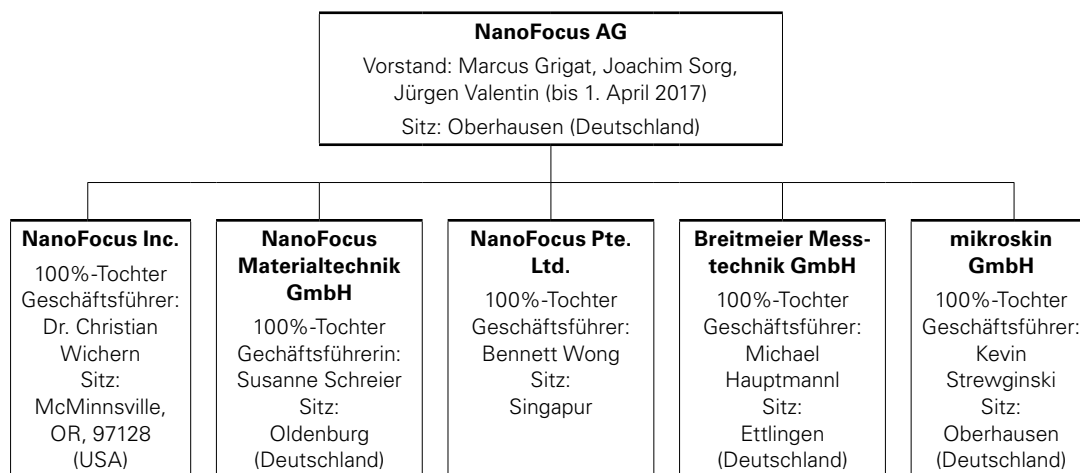 NanoFocus AG
Vorstand: Marcus Grigat, Joachim Sorg,
Jürgen Valentin (bis 1. April 2017)
Sitz: Oberhausen (Deutschland)
NanoFocus Inc.
100%-Tochter
Geschäftsführer:
Dr. Christian
Wichern
Sitz:
McMinnsville,
OR, 97128
(USA)
NanoFocus
Materialtechnik
GmbH
100%-Tochter
Gechäftsführerin:
Susanne Schreier
Sitz:
Oldenburg
(Deutschland)
NanoFocus Pte.
Ltd.
100%-Tochter
Geschäftsführer:
Bennett Wong
Sitz:
Singapur
Breitmeier Mess-
technik GmbH
100%-Tochter
Geschäftsführer:
Michael
Hauptmannl
Sitz:
Ettlingen
(Deutschland)
mikroskin
GmbH
100%-Tochter
Geschäftsführer:
Kevin
Strewginski
Sitz:
Oberhausen
(Deutschland)